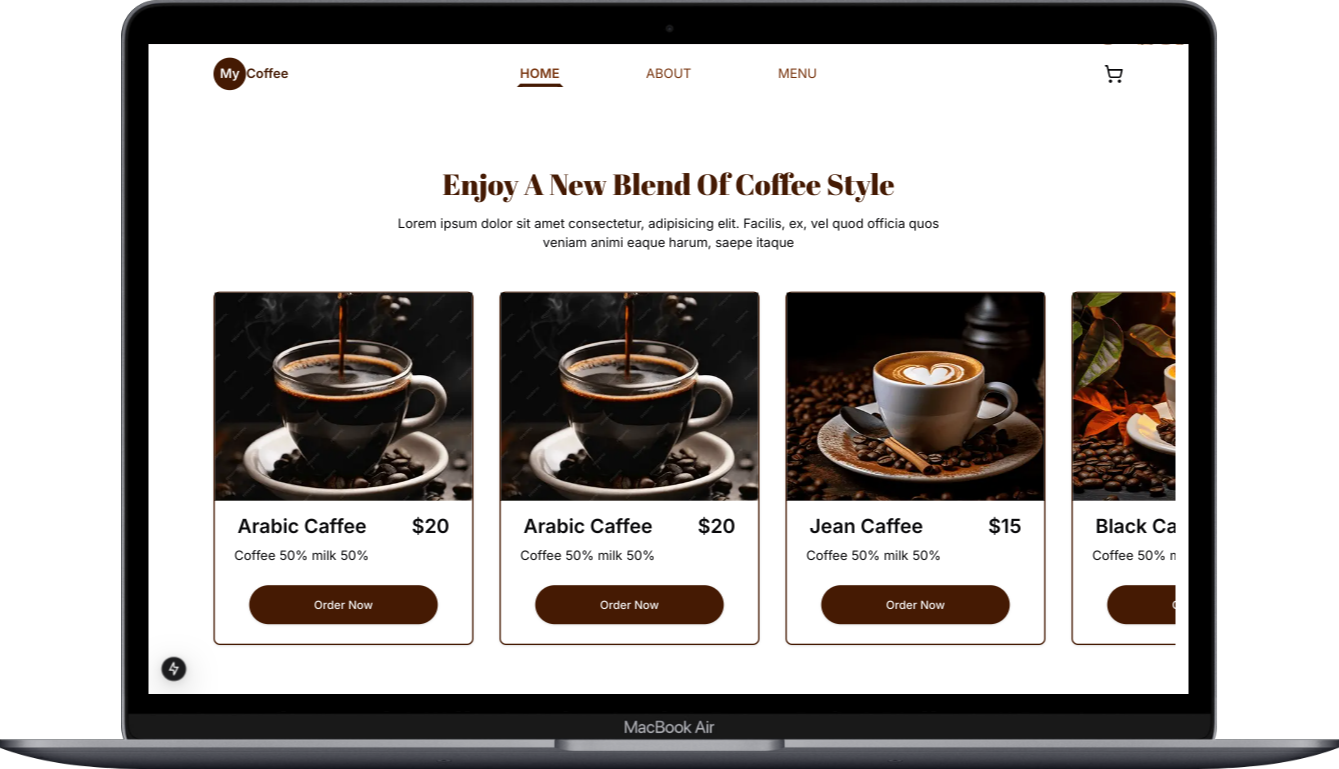 My Coffee
HOME
ABOUT
MENU
Enjoy A New Blend Of Coffee Style
Lorem ipsum dolor sit amet consectetur, adipisicing elit. Facilis, ex, vel quod officia quos
veniam animi eaque harum, saepe itaque
Arabic Caffee $20
Coffee 50% milk 50%
Order Now
Arabic Caffee $20
Coffee 50% milk 50%
Order Now
Jean Caffee $15
Coffee 50% milk 50%
Order Now
Black Ca
Coffee 50%
MacBook Air